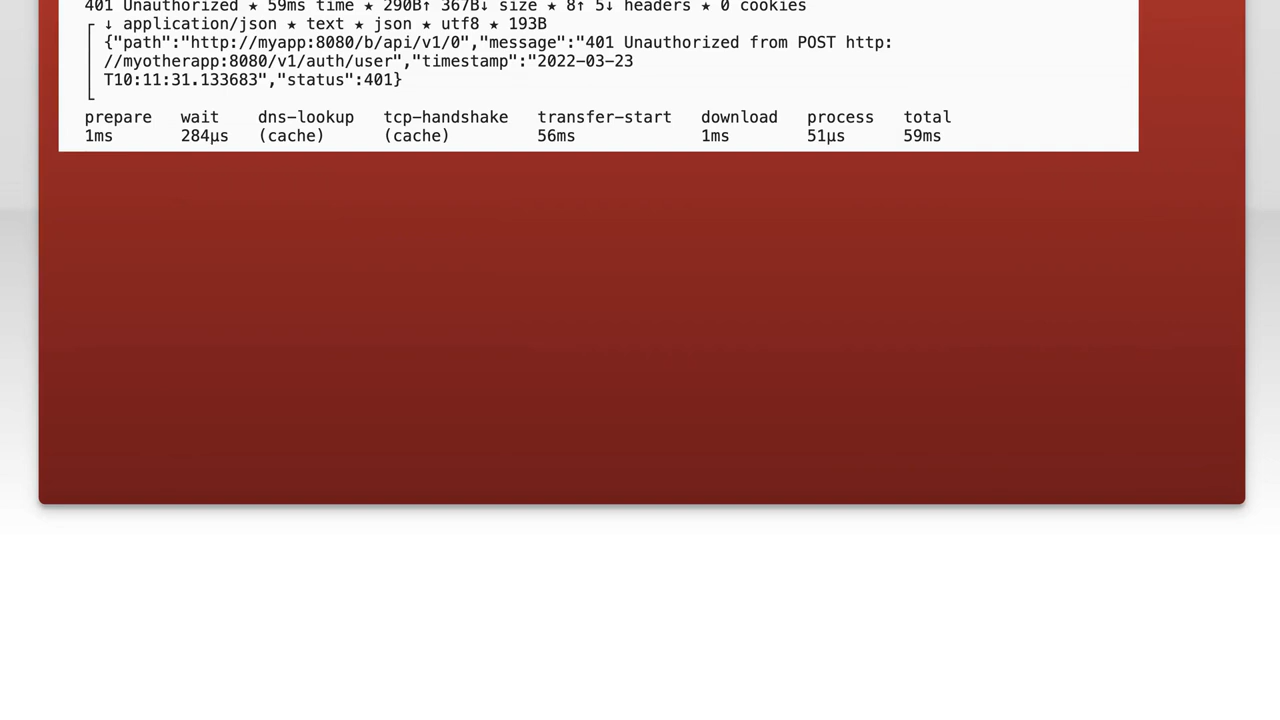 401 Unauthorized ★ 59ms time ★ 290B↑ 367B↓ size ★ 8↑ 5↓ headers ★ 0 cookies
↓ application/json ★ text ★ json ★ utf8 ★ 193B
{"path":"http://myapp:8080/b/api/v1/0","message":"401 Unauthorized from POST http:
//myotherapp:8080/v1/auth/user","timestamp":"2022-03-23
T10:11:31.133683","status":401}
prepare wait dns-lookup tcp-handshake transfer-start download process total
1ms 284µs (cache) (cache) 56ms 1ms 51µs 59ms